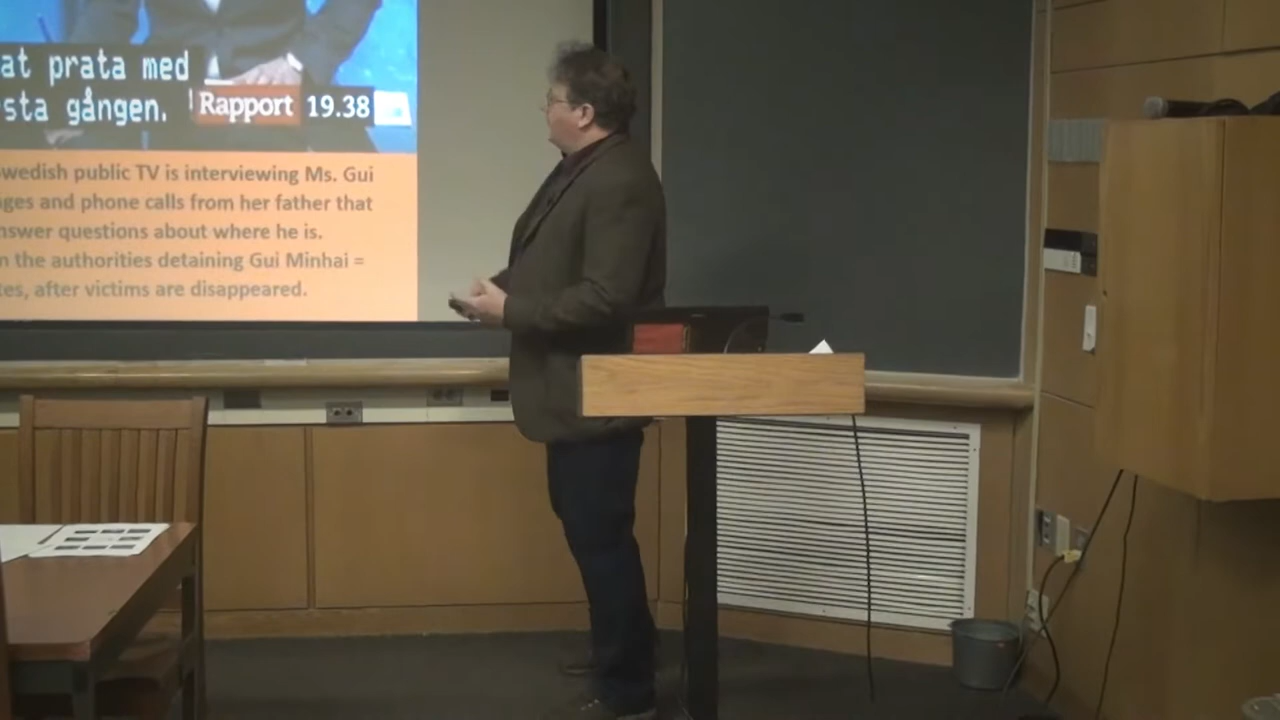 at prata med
sta gången.
Rapport 19.38
wedish public TV is interviewing Ms. Gui
ges and phone calls from her father that
nswer questions about where he is.
n the authorities detaining Gui Minhai =
tes, after victims are disappeared.